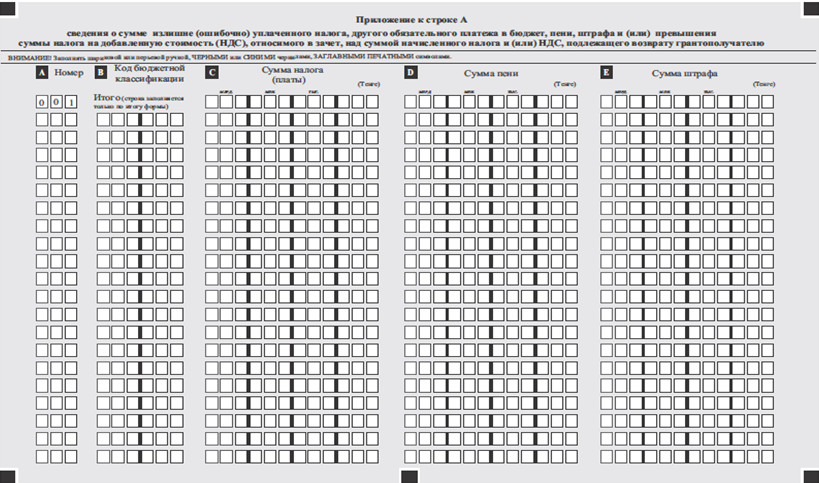 Приложение к строке А
сведения о сумме излишне (ошибочно) уплаченного налога, другого обязательного платежа в бюджет, пени, штрафа и (или) превышения
суммы налога на добавленную стоимость (НДС), относимого в зачет, над суммой начисленного налога и (или) НДС, подлежащего возврату грантополучателю
ВНИМАНИЕ! Заполнять шариковой или перьевой ручкой, ЧЕРНЫМИ или СИНИМИ чернилами, ЗАГЛАВНЫМИ ПЕЧАТНЫМИ символами.
A Номер
B Код бюджетной
классификации
C Сумма налога
(платы)
(Тенге)
D Сумма пени
(Тенге)
E Сумма штрафа
(Тенге)
0 0 1
Итого (строка заполняется
только по итогу формы)
млрд. млн. тыс.
млрд. млн. тыс.
млрд. млн. тыс.